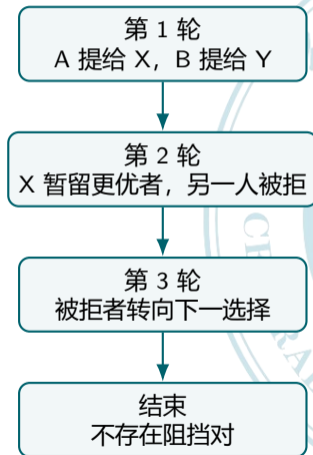 第 1 轮
A 提给 X，B 提给 Y
第 2 轮
X 暂留更优者，另一人被拒
第 3 轮
被拒者转向下一选择
结束
不存在阻挡对